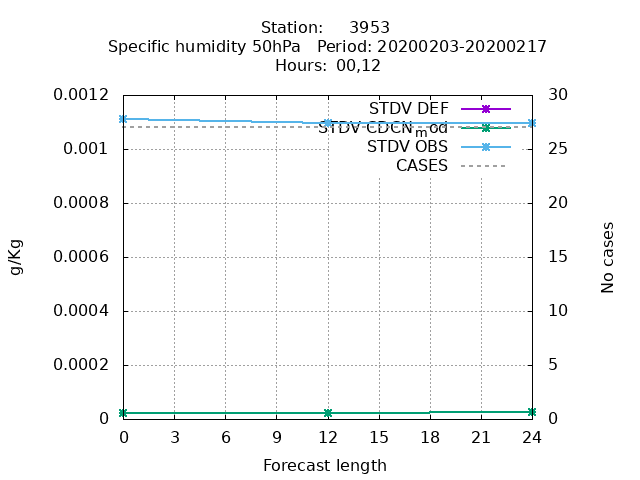 Station: 3953
Specific humidity 50hPa Period: 20200203-20200217
Hours: 00,12
0.0012
0.001
0.0008
0.0006
0.0004
0.0002
0
30
25
20
15
10
5
0
STDV DEF
STDV CDCN_mod
STDV OBS
CASES
g/Kg
No cases
0 3 6 9 12 15 18 21 24
Forecast length